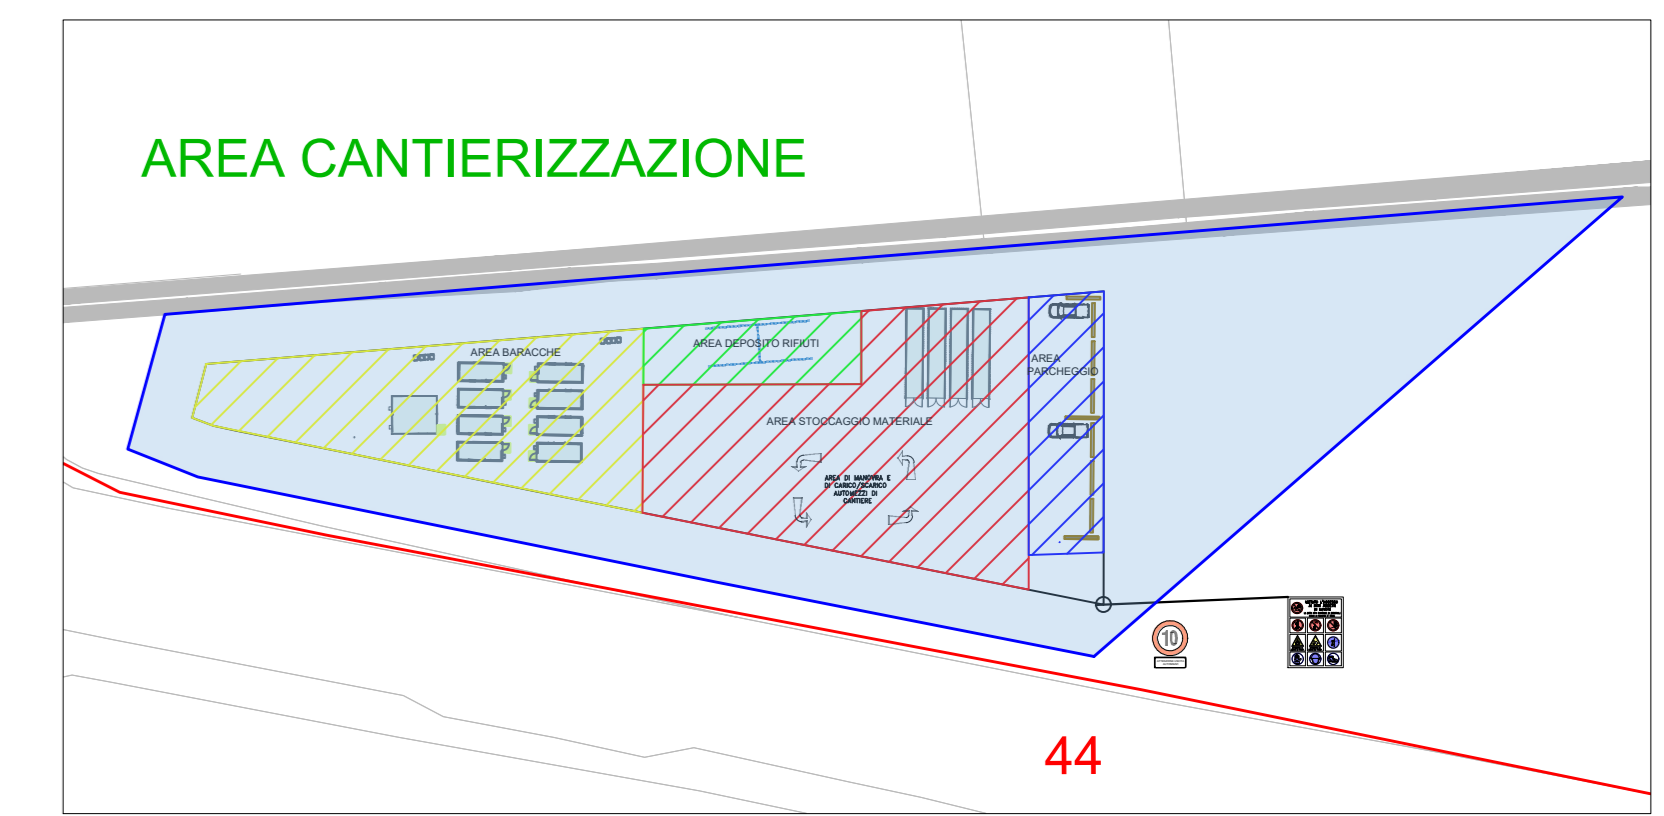 AREA CANTIERIZZAZIONE
AREA BARACCHE
AREA DEPOSITO RIFIUTI
AREA
PARCHEGGIO
AREA STOCCAGGIO MATERIALE
AREA DI MANOVRA E
DI CARICO/SCARICO
AUTOMEZZI DI
CANTIERE
10
44